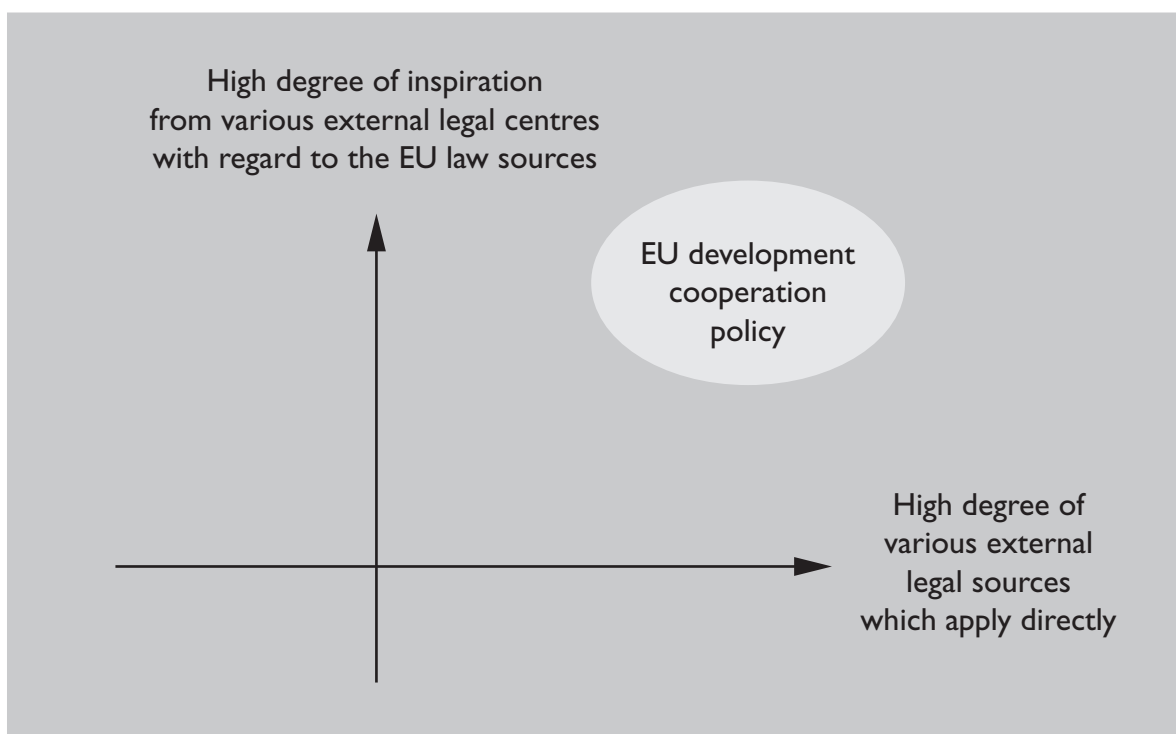 High degree of inspiration
from various external legal centres
with regard to the EU law sources
EU development
cooperation
policy
High degree of
various external
legal sources
which apply directly